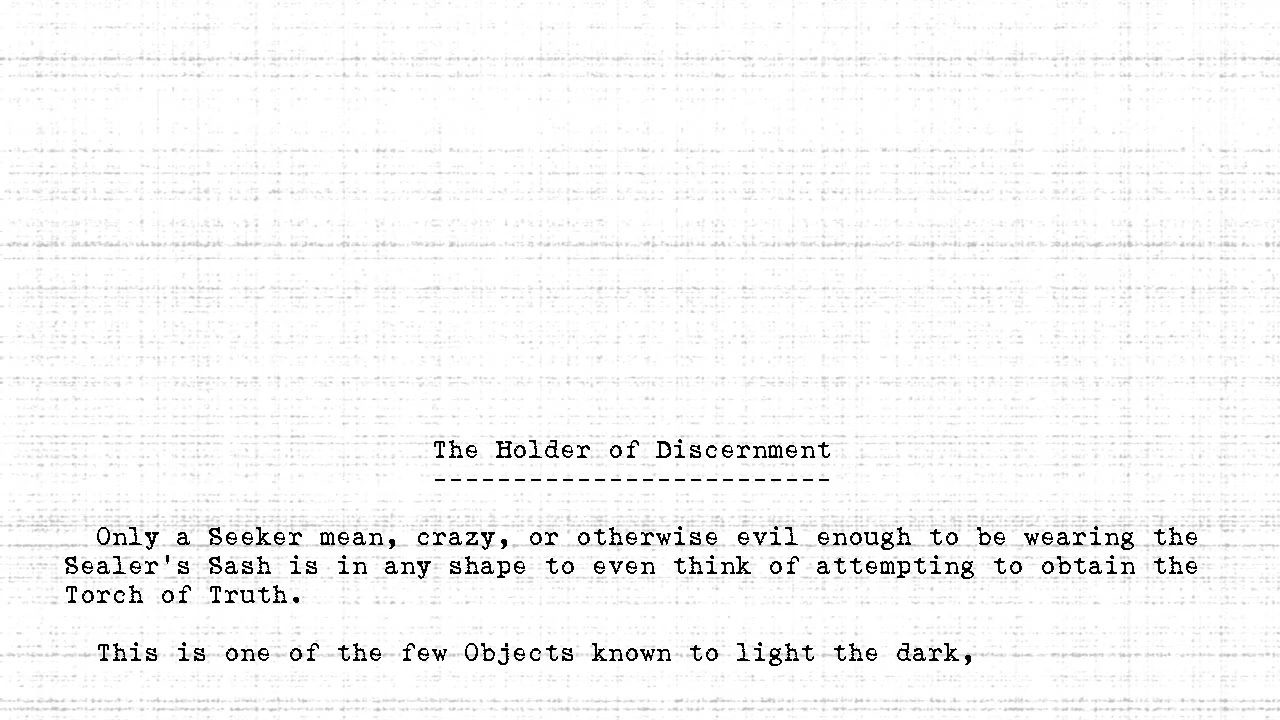 The Holder of Discernment
-------------------------
Only a Seeker mean, crazy, or otherwise evil enough to be wearing the
Sealer's Sash is in any shape to even think of attempting to obtain the
Torch of Truth.
This is one of the few Objects known to light the dark,